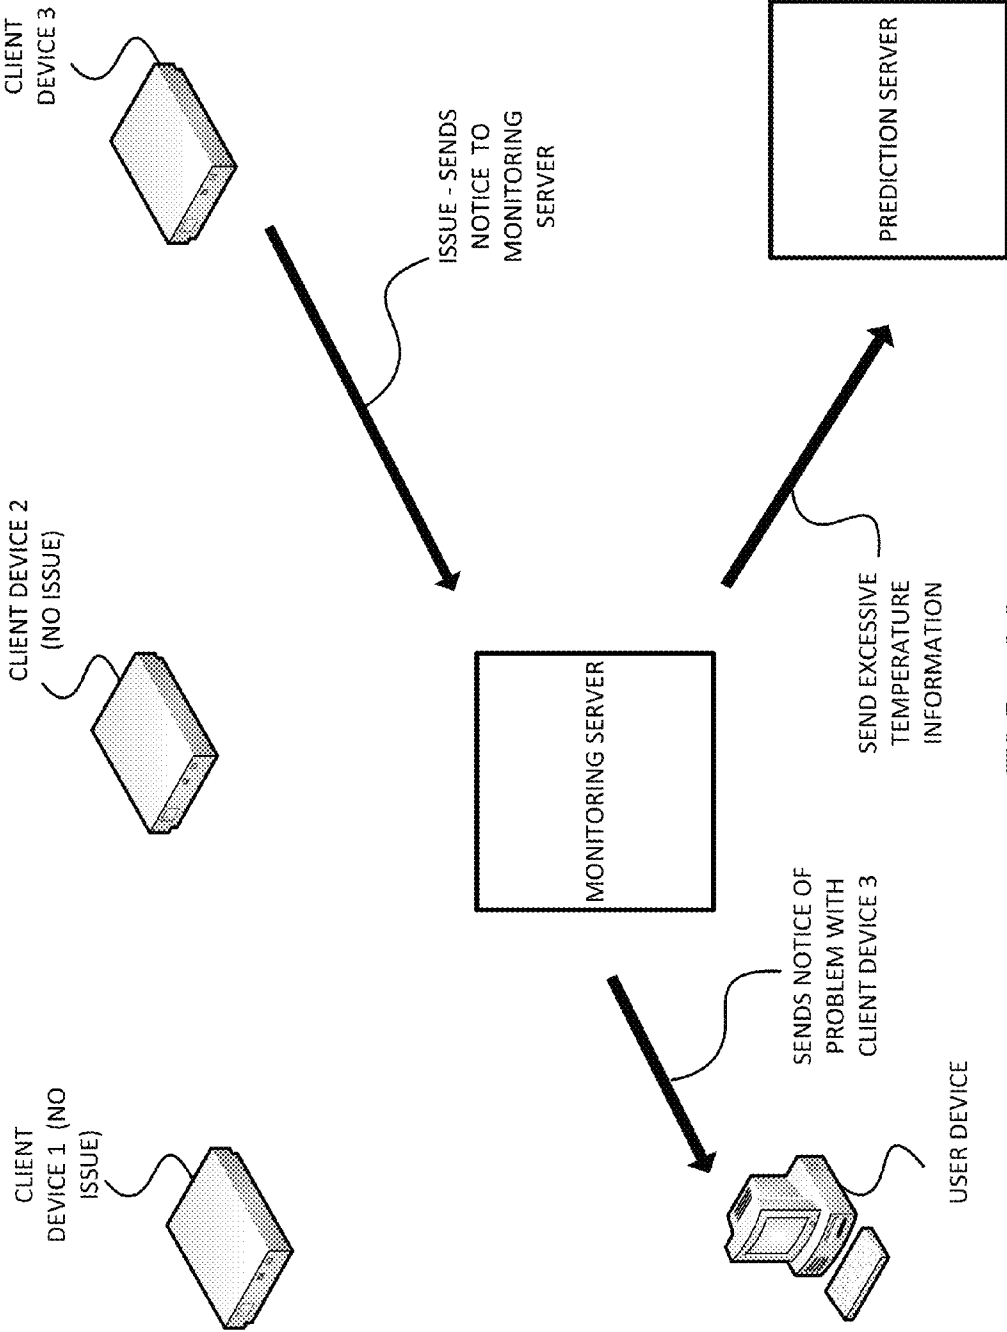 CLIENT
DEVICE 1 (NO
ISSUE)
CLIENT DEVICE 2
(NO ISSUE)
CLIENT
DEVICE 3
ISSUE - SENDS
NOTICE TO
MONITORING
SERVER
MONITORING SERVER
SENDS NOTICE OF
PROBLEM WITH
CLIENT DEVICE 3
USER DEVICE
SEND EXCESSIVE
TEMPERATURE
INFORMATION
PREDICTION SERVER